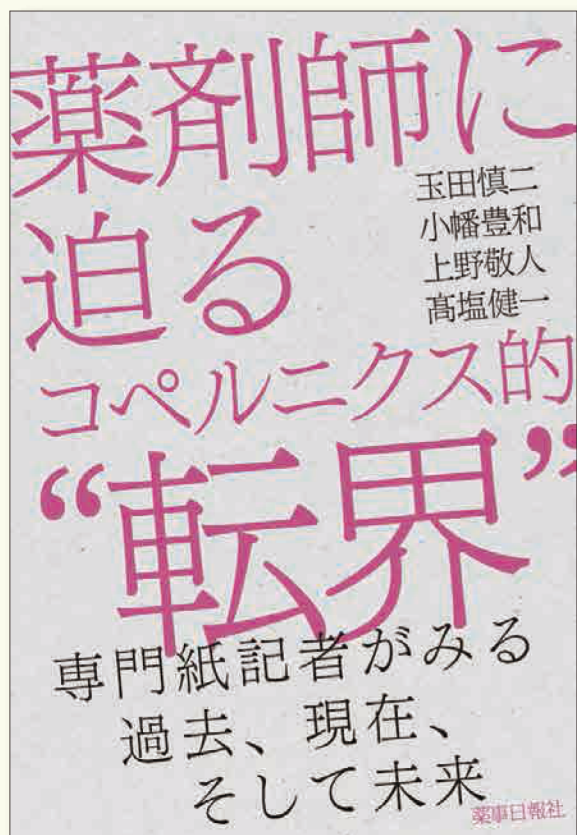 薬剤師に
迫る
コペルニクス的
“転界”
玉田慎二
小幡豊和
上野敬人
髙塩健一
専門紙記者がみる
過去、現在、
そして未来
薬事日報社